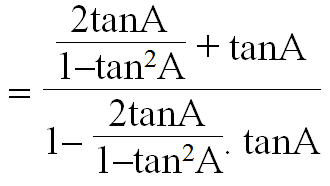 2tanA
1–tan²A + tanA
=
1– 2tanA
1–tan²A . tanA